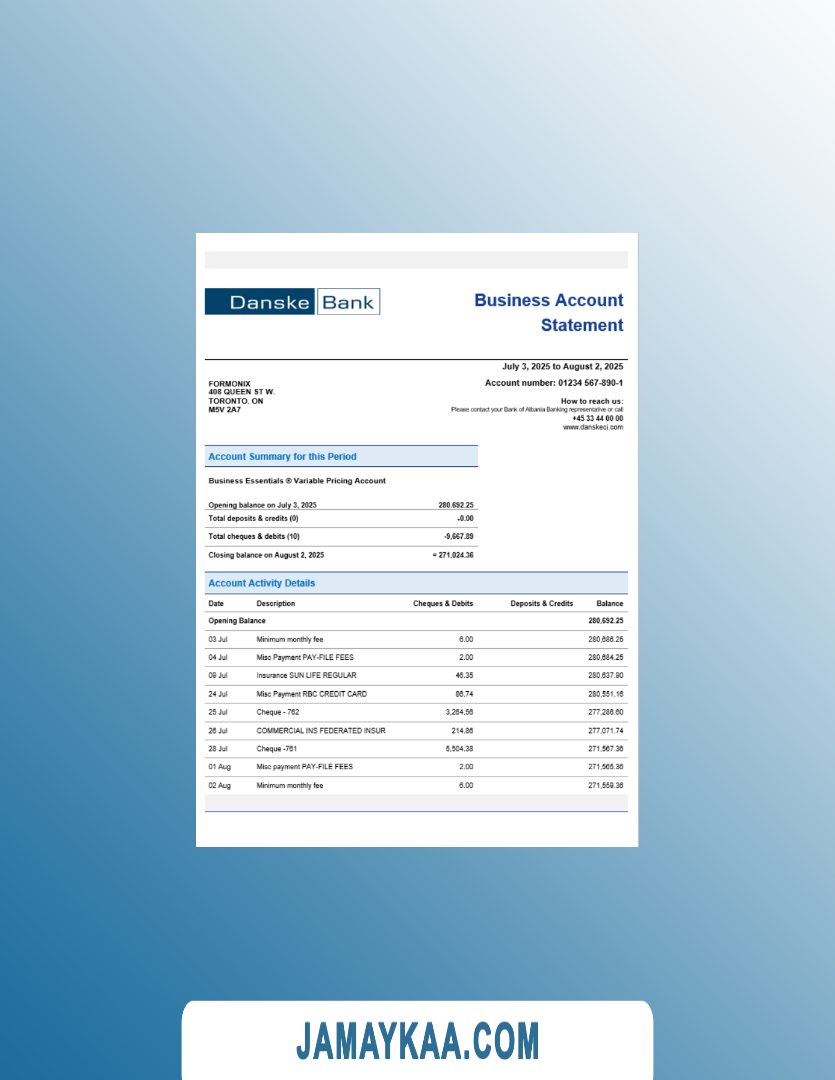 Danske Bank
Business Account
Statement
July 3, 2025 to August 2, 2025
FORMONIX
408 QUEEN ST W.
TORONTO. ON
M5V 2A7
Account number: 01234 567-890-1
How to reach us:
Please contact your Bank of Albania Banking representative or call
+45 33 44 00 00
www.danskeci.com
Account Summary for this Period
Business Essentials ® Variable Pricing Account
Opening balance on July 3, 2025 280,692.25
Total deposits & credits (0) -0.00
Total cheques & debits (10) -9,667.89
Closing balance on August 2, 2025 = 271,024.36
Account Activity Details
Date Description Cheques & Debits Deposits & Credits Balance
Opening Balance 280,692.25
03 Jul Minimum monthly fee 6.00 280,686.25
04 Jul Misc Payment PAY-FILE FEES 2.00 280,684.25
09 Jul Insurance SUN LIFE REGULAR 46.35 280,637.90
24 Jul Misc Payment RBC CREDIT CARD 86.74 280,551.16
25 Jul Cheque - 762 3,264.56 277,286.60
26 Jul COMMERCIAL INS FEDERATED INSUR 214.86 277,071.74
28 Jul Cheque -761 5,504.38 271,567.36
01 Aug Misc payment PAY-FILE FEES 2.00 271,565.36
02 Aug Minimum monthly fee 6.00 271,559.36
JAMAYKAA.COM